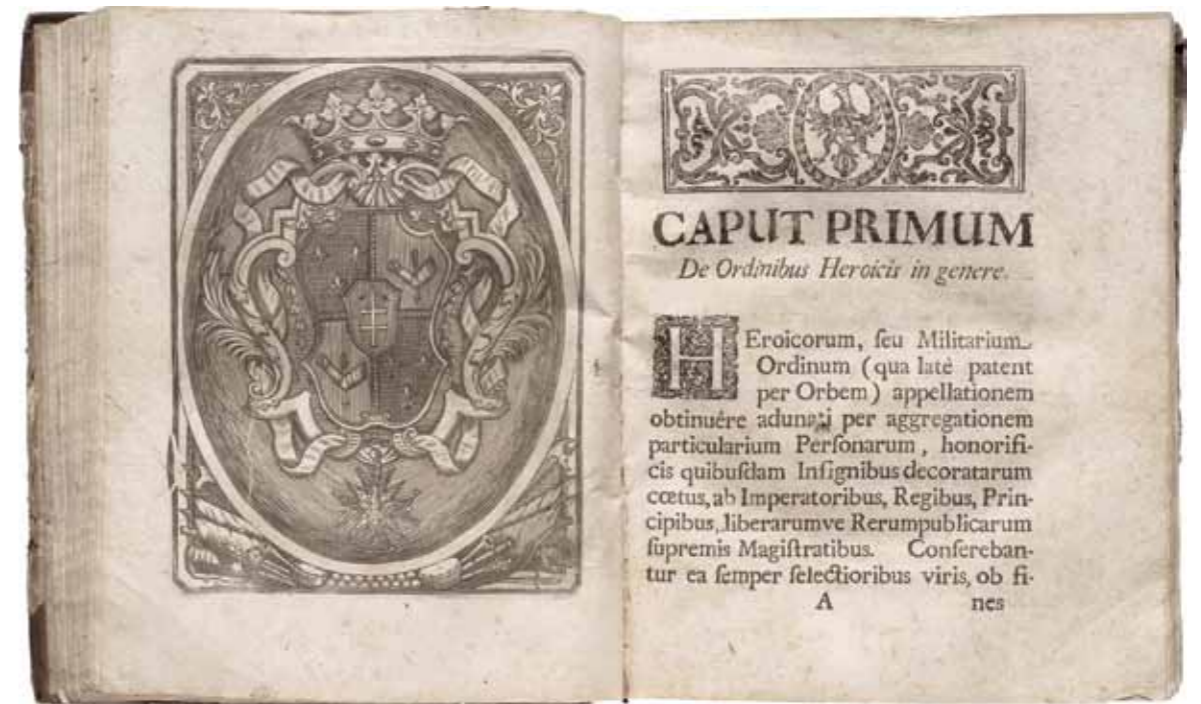 CAPUT PRIMUM
De Ordinibus Heroicis in genere.
HEroicorum, ſeu Militarium
Ordinum (qua latè patent
per Orbem) appellationem
obtinuêre adunati per aggregationem
particularium Perſonarum, honorifi-
cis quibuſdam Inſignibus decoratarum
cœtus, ab Imperatoribus, Regibus, Prin-
cipibus, liberarumve Rerumpublicarum
ſupremis Magiſtratibus. Confereban-
tur ea ſemper ſelectioribus viris, ob fi-
A nes